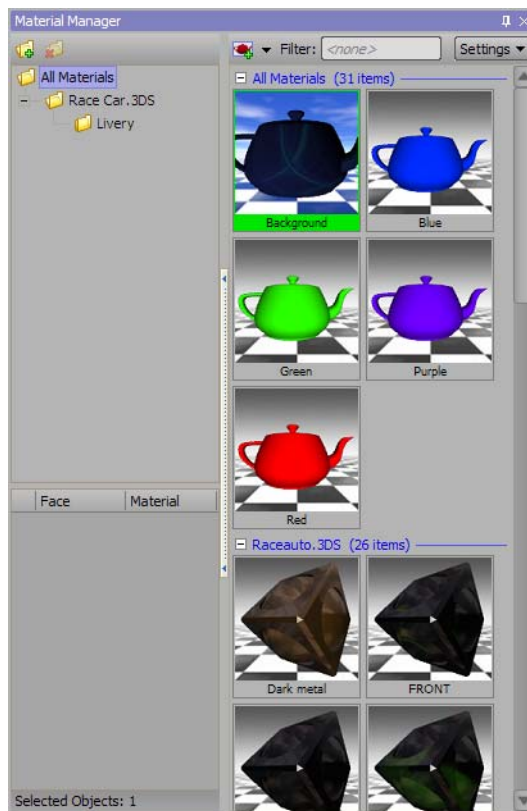 Material Manager
Filter: <none> Settings
All Materials
Race Car.3DS
Livery
All Materials (31 items)
Background Blue
Green Purple
Red
Face Material
Raceauto.3DS (26 items)
Dark metal FRONT
Selected Objects: 1